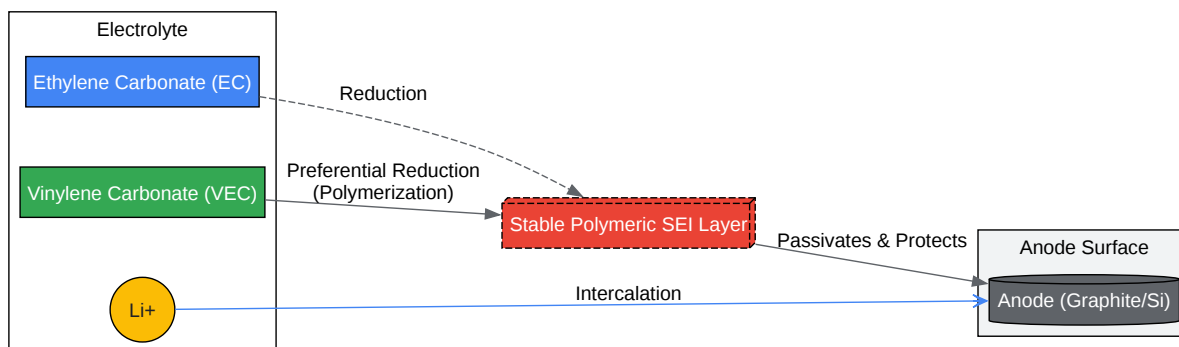 Electrolyte
Ethylene Carbonate (EC)
Reduction
Vinylene Carbonate (VEC)
Preferential Reduction
(Polymerization)
Stable Polymeric SEI Layer
Passivates & Protects
Anode Surface
Anode (Graphite/Si)
Li+
Intercalation